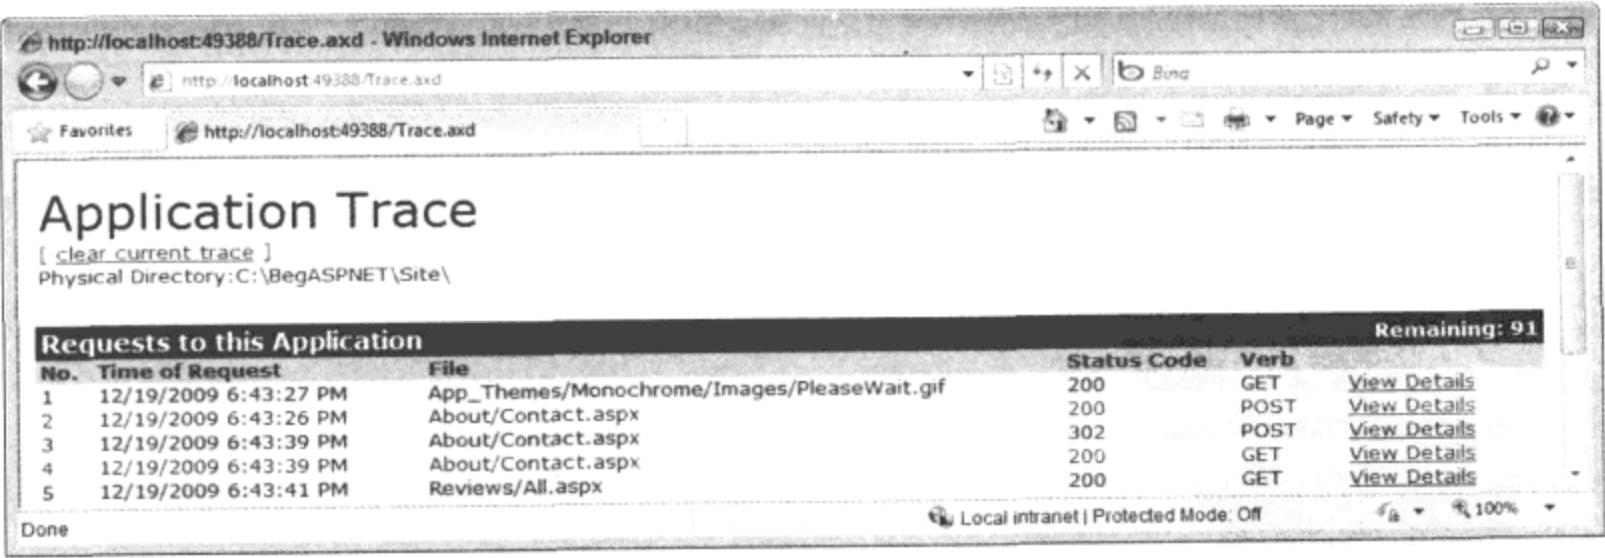 http://localhost:49388/Trace.axd - Windows Internet Explorer
http://localhost:49388/Trace.axd Bing
Favorites http://localhost:49388/Trace.axd Page Safety Tools
Application Trace
[ clear current trace ]
Physical Directory:C:\BegASPNET\Site\
Requests to this Application Remaining: 91
No. Time of Request File Status Code Verb
1 12/19/2009 6:43:27 PM App_Themes/Monochrome/Images/PleaseWait.gif 200 GET View Details
2 12/19/2009 6:43:26 PM About/Contact.aspx 200 POST View Details
3 12/19/2009 6:43:39 PM About/Contact.aspx 302 POST View Details
4 12/19/2009 6:43:39 PM About/Contact.aspx 200 GET View Details
5 12/19/2009 6:43:41 PM Reviews/All.aspx 200 GET View Details
Done Local intranet | Protected Mode: Off 100%